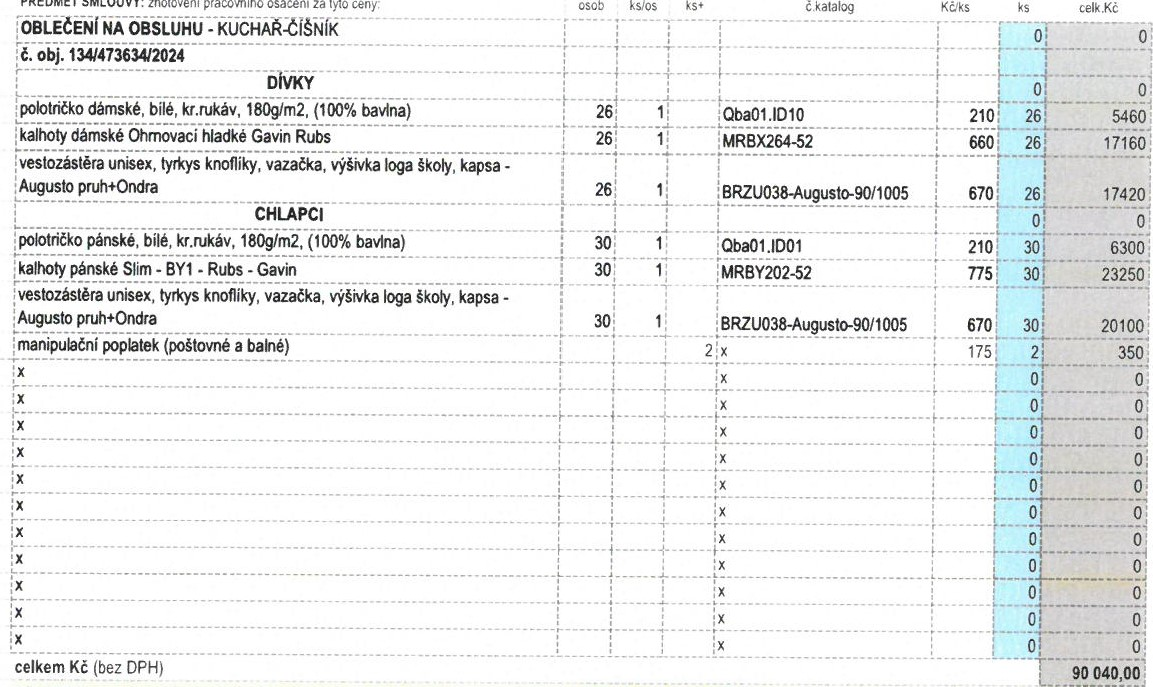 PŘEDMĚT SMLOUVY: zhotovení pracovního ošacení za tyto ceny: osob ks/os ks+ č.katalog Kč/ks ks celk.Kč
OBLEČENÍ NA OBSLUHU - KUCHAŘ-ČÍŠNÍK 0 0
č. obj. 134/473634/2024
DÍVKY 0 0
polotričko dámské, bílé, kr.rukáv, 180g/m2, (100% bavlna) 26 1 Qba01.ID10 210 26 5460
kalhoty dámské Ohrnovací hladké Gavin Rubs 26 1 MRBX264-52 660 26 17160
vestozástěra unisex, tyrkys knoflíky, vazačka, výšivka loga školy, kapsa -
Augusto pruh+Ondra 26 1 BRZU038-Augusto-90/1005 670 26 17420
CHLAPCI 0 0
polotričko pánské, bílé, kr.rukáv, 180g/m2, (100% bavlna) 30 1 Qba01.ID01 210 30 6300
kalhoty pánské Slim - BY1 - Rubs - Gavin 30 1 MRBY202-52 775 30 23250
vestozástěra unisex, tyrkys knoflíky, vazačka, výšivka loga školy, kapsa -
Augusto pruh+Ondra 30 1 BRZU038-Augusto-90/1005 670 30 20100
manipulační poplatek (poštovné a balné) 2 x 175 2 350
x x 0 0
x x 0 0
x x 0 0
x x 0 0
x x 0 0
x x 0 0
x x 0 0
x x 0 0
x x 0 0
x x 0 0
x x 0 0
celkem Kč (bez DPH) 90 040,00